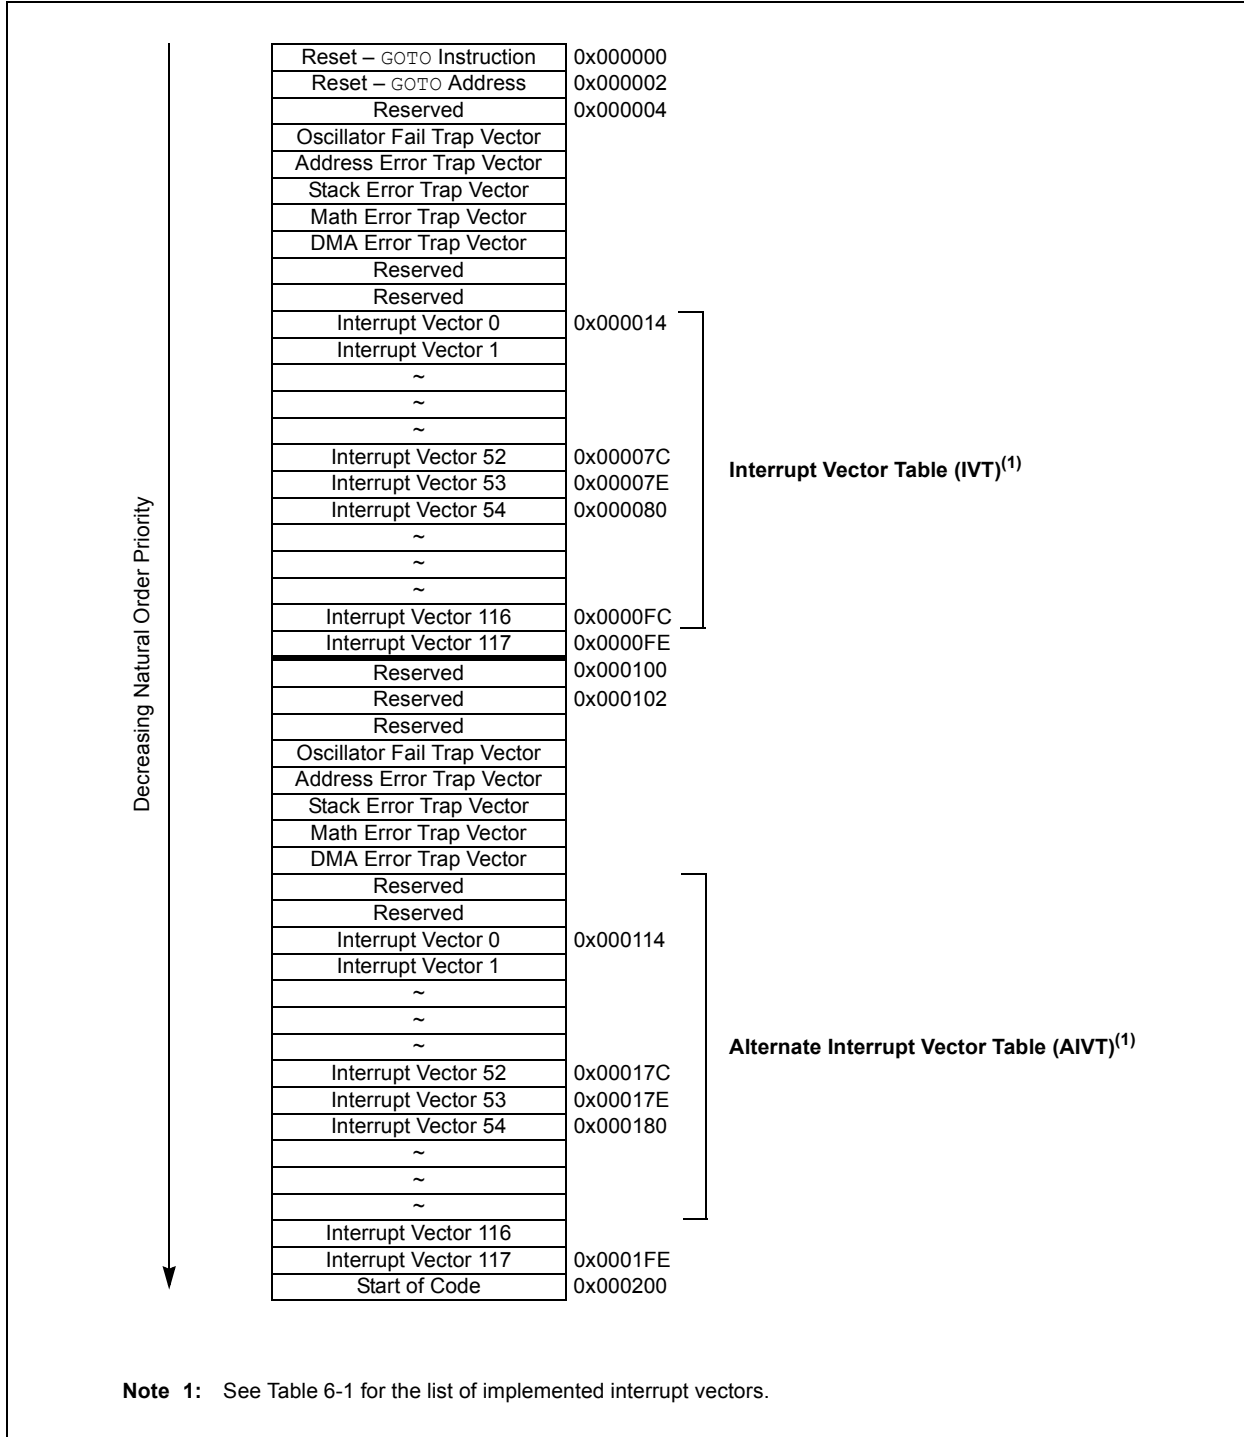 Reset – GOTO Instruction 0x000000
Reset – GOTO Address 0x000002
Reserved 0x000004
Oscillator Fail Trap Vector
Address Error Trap Vector
Stack Error Trap Vector
Math Error Trap Vector
DMA Error Trap Vector
Reserved
Reserved
Interrupt Vector 0 0x000014
Interrupt Vector 1
~
~
~
Interrupt Vector 52 0x00007C
Interrupt Vector 53 0x00007E
Interrupt Vector 54 0x000080
~
~
~
Interrupt Vector 116 0x0000FC
Interrupt Vector 117 0x0000FE
Interrupt Vector Table (IVT)(1)
Decreasing Natural Order Priority
Reserved 0x000100
Reserved 0x000102
Reserved
Oscillator Fail Trap Vector
Address Error Trap Vector
Stack Error Trap Vector
Math Error Trap Vector
DMA Error Trap Vector
Reserved
Reserved
Interrupt Vector 0 0x000114
Interrupt Vector 1
~
~
~
Interrupt Vector 52 0x00017C
Interrupt Vector 53 0x00017E
Interrupt Vector 54 0x000180
~
~
~
Interrupt Vector 116
Interrupt Vector 117 0x0001FE
Start of Code 0x000200
Alternate Interrupt Vector Table (AIVT)(1)
Note 1: See Table 6-1 for the list of implemented interrupt vectors.